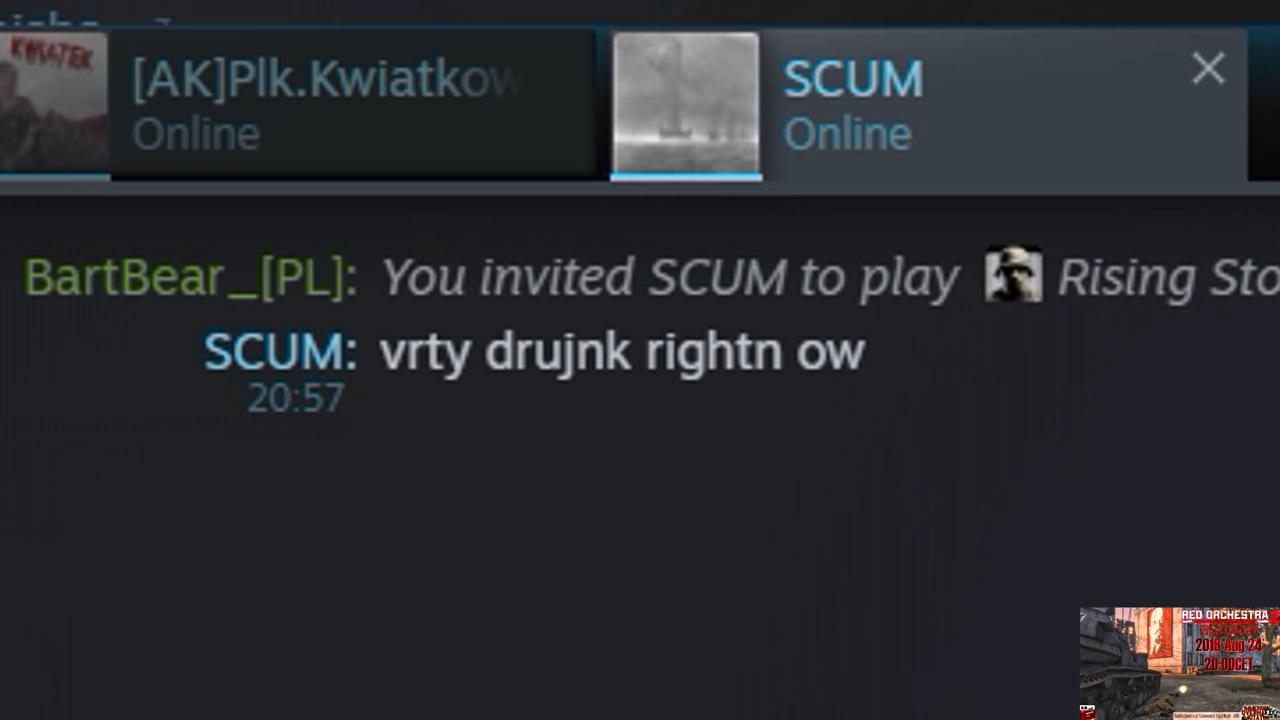 KWIATEK
[AK]Plk.Kwiatkow
Online
SCUM
Online
BartBear_[PL]: You invited SCUM to play Rising Sto
SCUM: vrty drujnk rightn ow
20:57
RED ORCHESTRA 2
2018 Aug 24
20:00CET